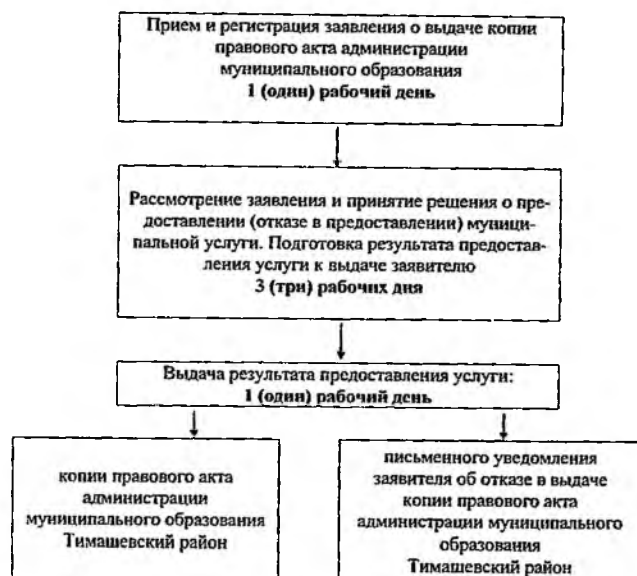 Прием и регистрация заявления о выдаче копии
правового акта администрации
муниципального образования
1 (один) рабочий день
Рассмотрение заявления и принятие решения о пре-
доставлении (отказе в предоставлении) муници-
пальной услуги. Подготовка результата предостав-
ления услуги к выдаче заявителю
3 (три) рабочих дня
Выдача результата предоставления услуги:
1 (один) рабочий день
копии правового акта
администрации
муниципального образования
Тимашевский район
письменного уведомления
заявителя об отказе в выдаче
копии правового акта
администрации муниципального
образования
Тимашевский район